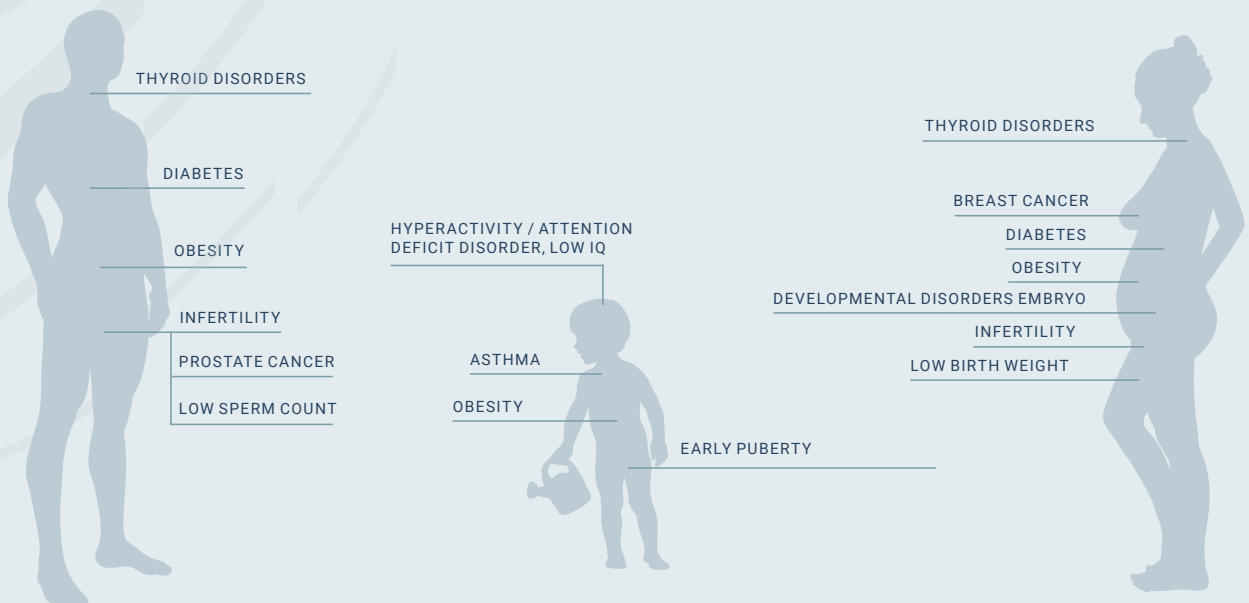 THYROID DISORDERS
DIABETES
OBESITY
INFERTILITY
PROSTATE CANCER
LOW SPERM COUNT
HYPERACTIVITY / ATTENTION
DEFICIT DISORDER, LOW IQ
ASTHMA
OBESITY
EARLY PUBERTY
THYROID DISORDERS
BREAST CANCER
DIABETES
OBESITY
DEVELOPMENTAL DISORDERS EMBRYO
INFERTILITY
LOW BIRTH WEIGHT